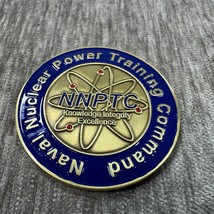 Naval Nuclear Power Training Command
NNPTC
Knowledge Integrity
Excellence